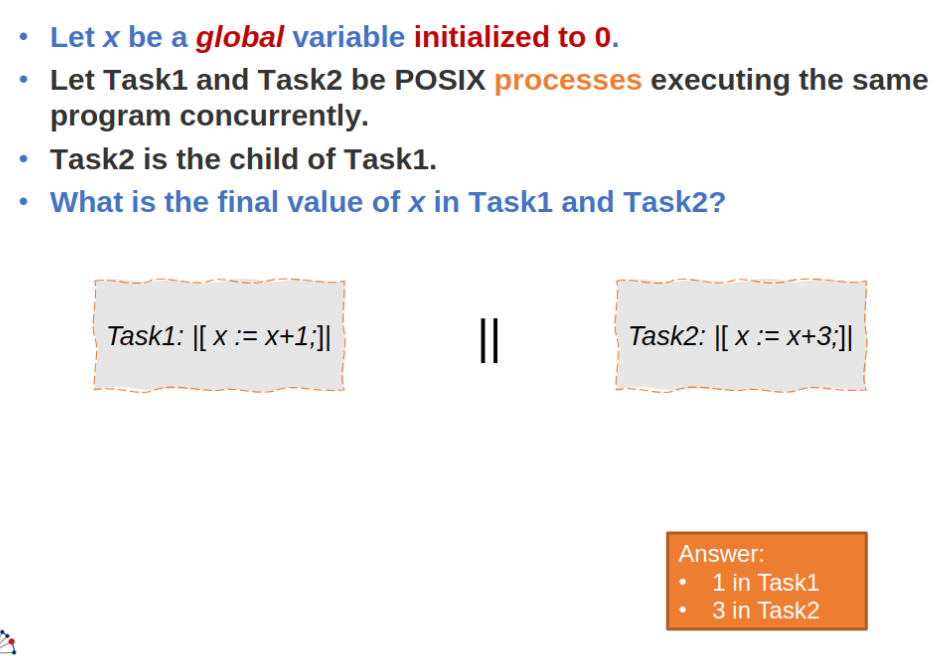 • Let x be a global variable initialized to 0.
• Let Task1 and Task2 be POSIX processes executing the same
program concurrently.
• Task2 is the child of Task1.
• What is the final value of x in Task1 and Task2?
Task1: |[ x := x+1;]|
||
Task2: |[ x := x+3;]|
Answer:
• 1 in Task1
• 3 in Task2